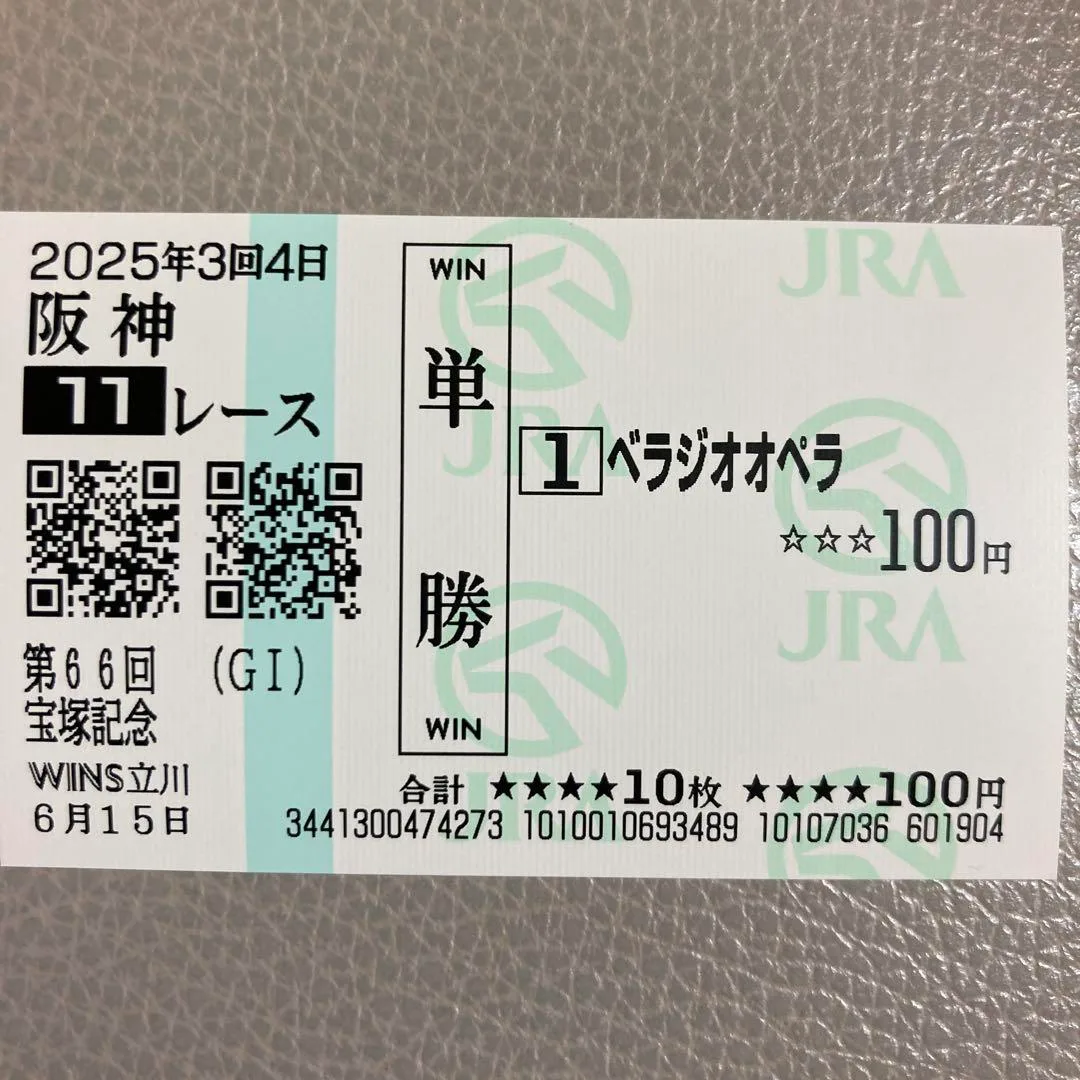 2025年3回4日
阪神
11レース
第66回 (GI)
宝塚記念
WINS立川
6月15日
WIN
単勝
WIN
1 ベラジオオペラ
☆☆☆100円
合計 ★★★★10枚 ★★★★100円
3441300474273 1010010693489 10107036 601904
JRA
JRA
JRA
JRA